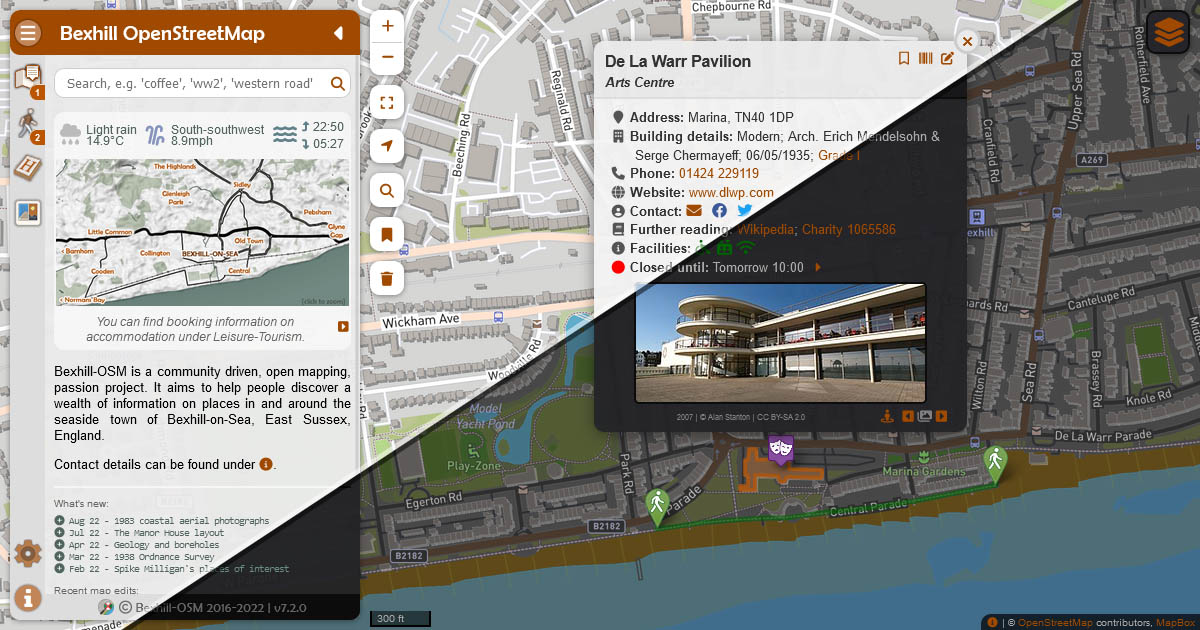 Bexhill OpenStreetMap
Search, e.g. 'coffee', 'ww2', 'western road'
1
2
Light rain
14.9°C
South-southwest
8.9mph
22:50
05:27
The Highlands
Sidley
Glenleigh
Park
Pebsham
Glyne
Gap
Little Common
Old Town
Barnhorn
Collington
BEXHILL-ON-SEA
Cooden
Central
Normans Bay
[click to zoom]
You can find booking information on
accommodation under Leisure-Tourism.
Bexhill-OSM is a community driven, open mapping,
passion project. It aims to help people discover a
wealth of information on places in and around the
seaside town of Bexhill-on-Sea, East Sussex,
England.
Contact details can be found under
What's new:
Aug 22 - 1983 coastal aerial photographs
Jul 22 - The Manor House layout
Apr 22 - Geology and boreholes
Mar 22 - 1938 Ordnance Survey
Feb 22 - Spike Milligan's places of interest
Recent map edits:
© Bexhill-OSM 2016-2022 | v7.2.0
Chepbourne Rd
Reginald Rd
Beeching Rd
Wickham Ave
Woodville Rd
Model
Yacht Pond
Play-Zone
Egerton Rd
Park Rd
Parade
B2182
B2182
300 ft
De La Warr Pavilion
Arts Centre
Address: Marina, TN40 1DP
Building details: Modern; Arch. Erich Mendelsohn &
Serge Chermayeff; 06/05/1935; Grade I
Phone: 01424 229119
Website: www.dlwp.com
Contact:
Further reading: Wikipedia; Charity 1065586
Facilities:
Closed until: Tomorrow 10:00
2007 | © Alan Stanton | CC BY-SA 2.0
Upper Sea Rd
Rotherfield Ave
Cranfield Rd
A269
exhill
ards Rd
Cantelupe Rd
Wilton Rd
Sea Rd
Brassey Rd
Knole Rd
De La Warr Parade
Marina Gardens
Central Parade
| © OpenStreetMap contributors, MapBox